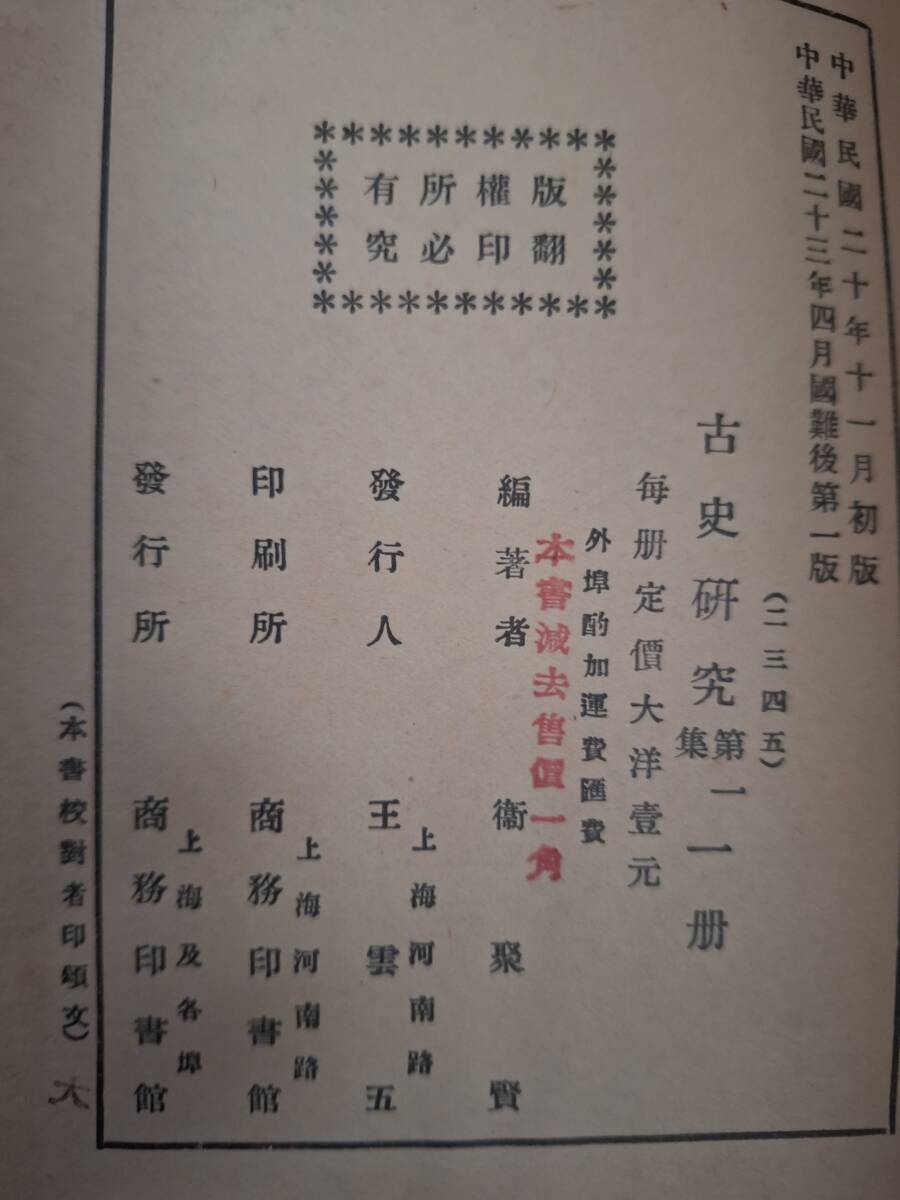 中華民國二十年十一月初版
中華民國二十三年四月國難後第一版
(二三四五)
古史研究第一集一册
每册定價大洋壹元
外埠酌加運費匯費
本書減去售價一角
編著者 衞聚賢
發行人 上海河南路 王雲五
印刷所 上海河南路 商務印書館
發行所 上海及各埠 商務印書館
版權所有
翻印必究
(本書校對者印頌文)